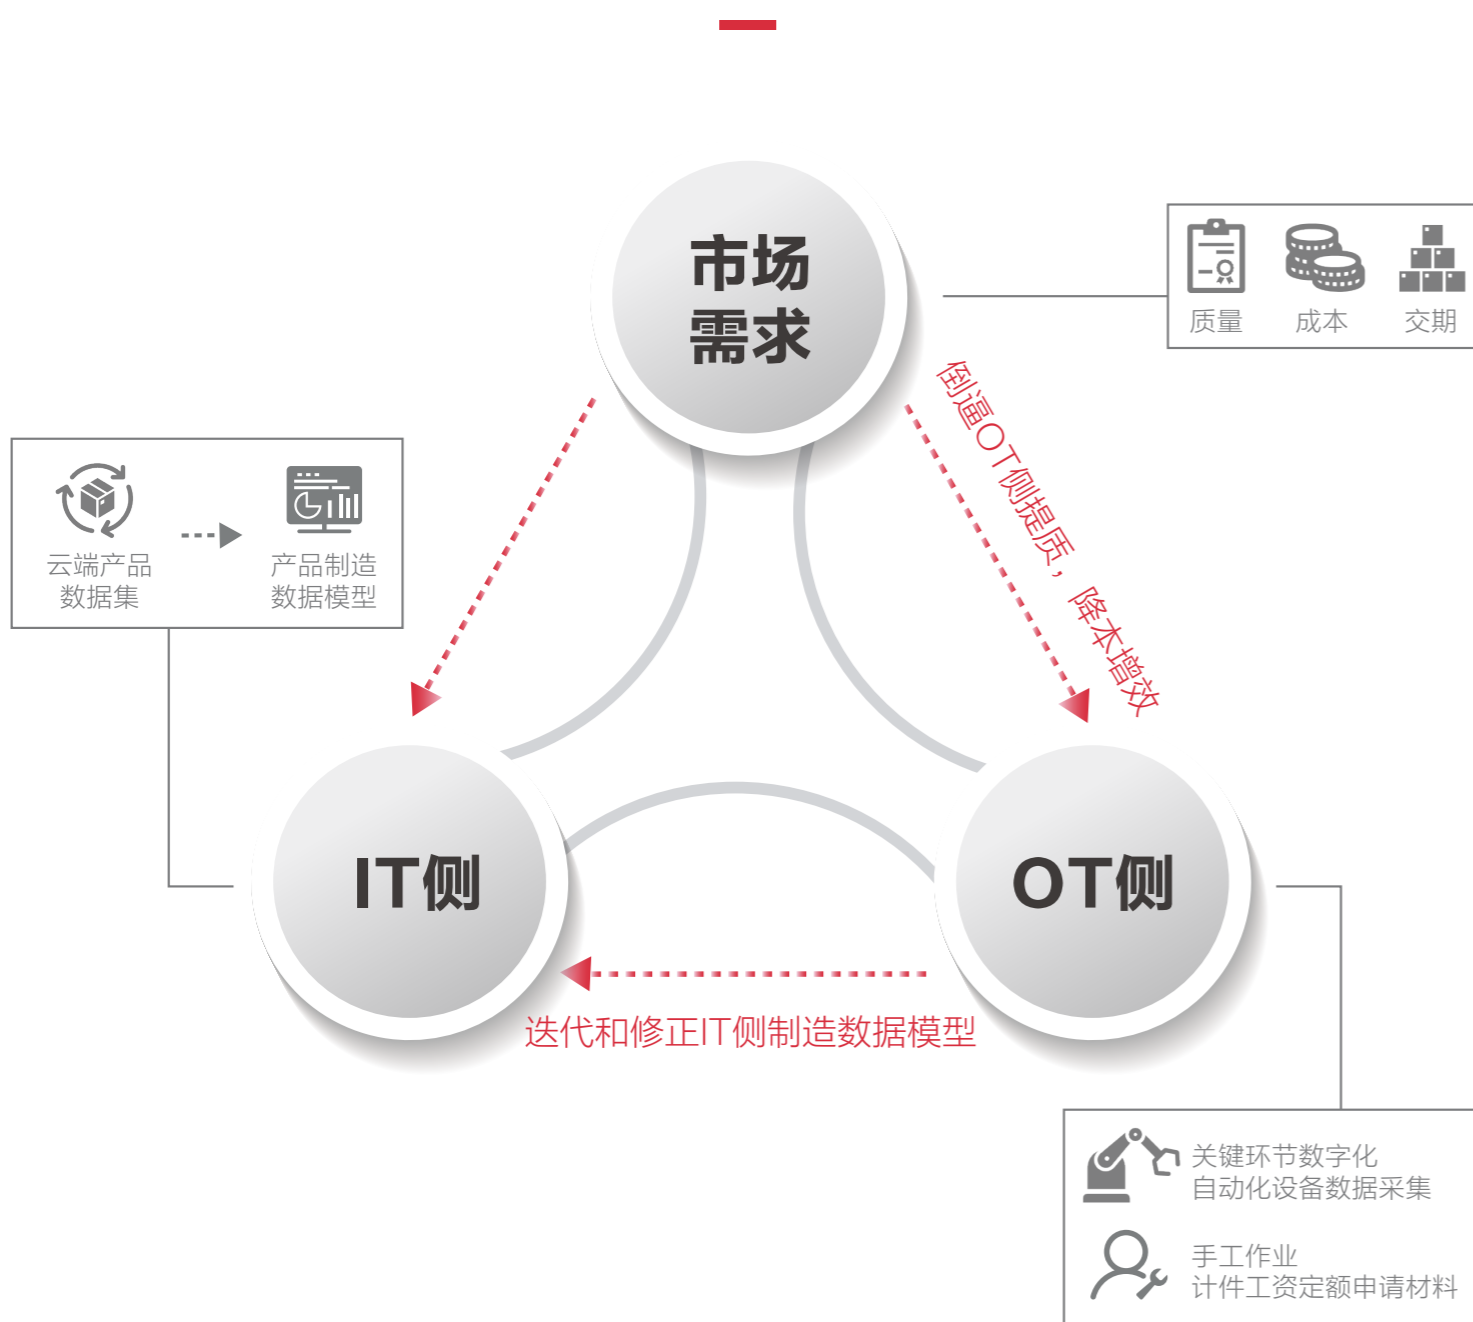 市场
需求
质量
成本
交期
倒逼OT侧提质，降本增效
云端产品
数据集
产品制造
数据模型
IT侧
OT侧
迭代和修正IT侧制造数据模型
关键环节数字化
自动化设备数据采集
手工作业
计件工资定额申请材料